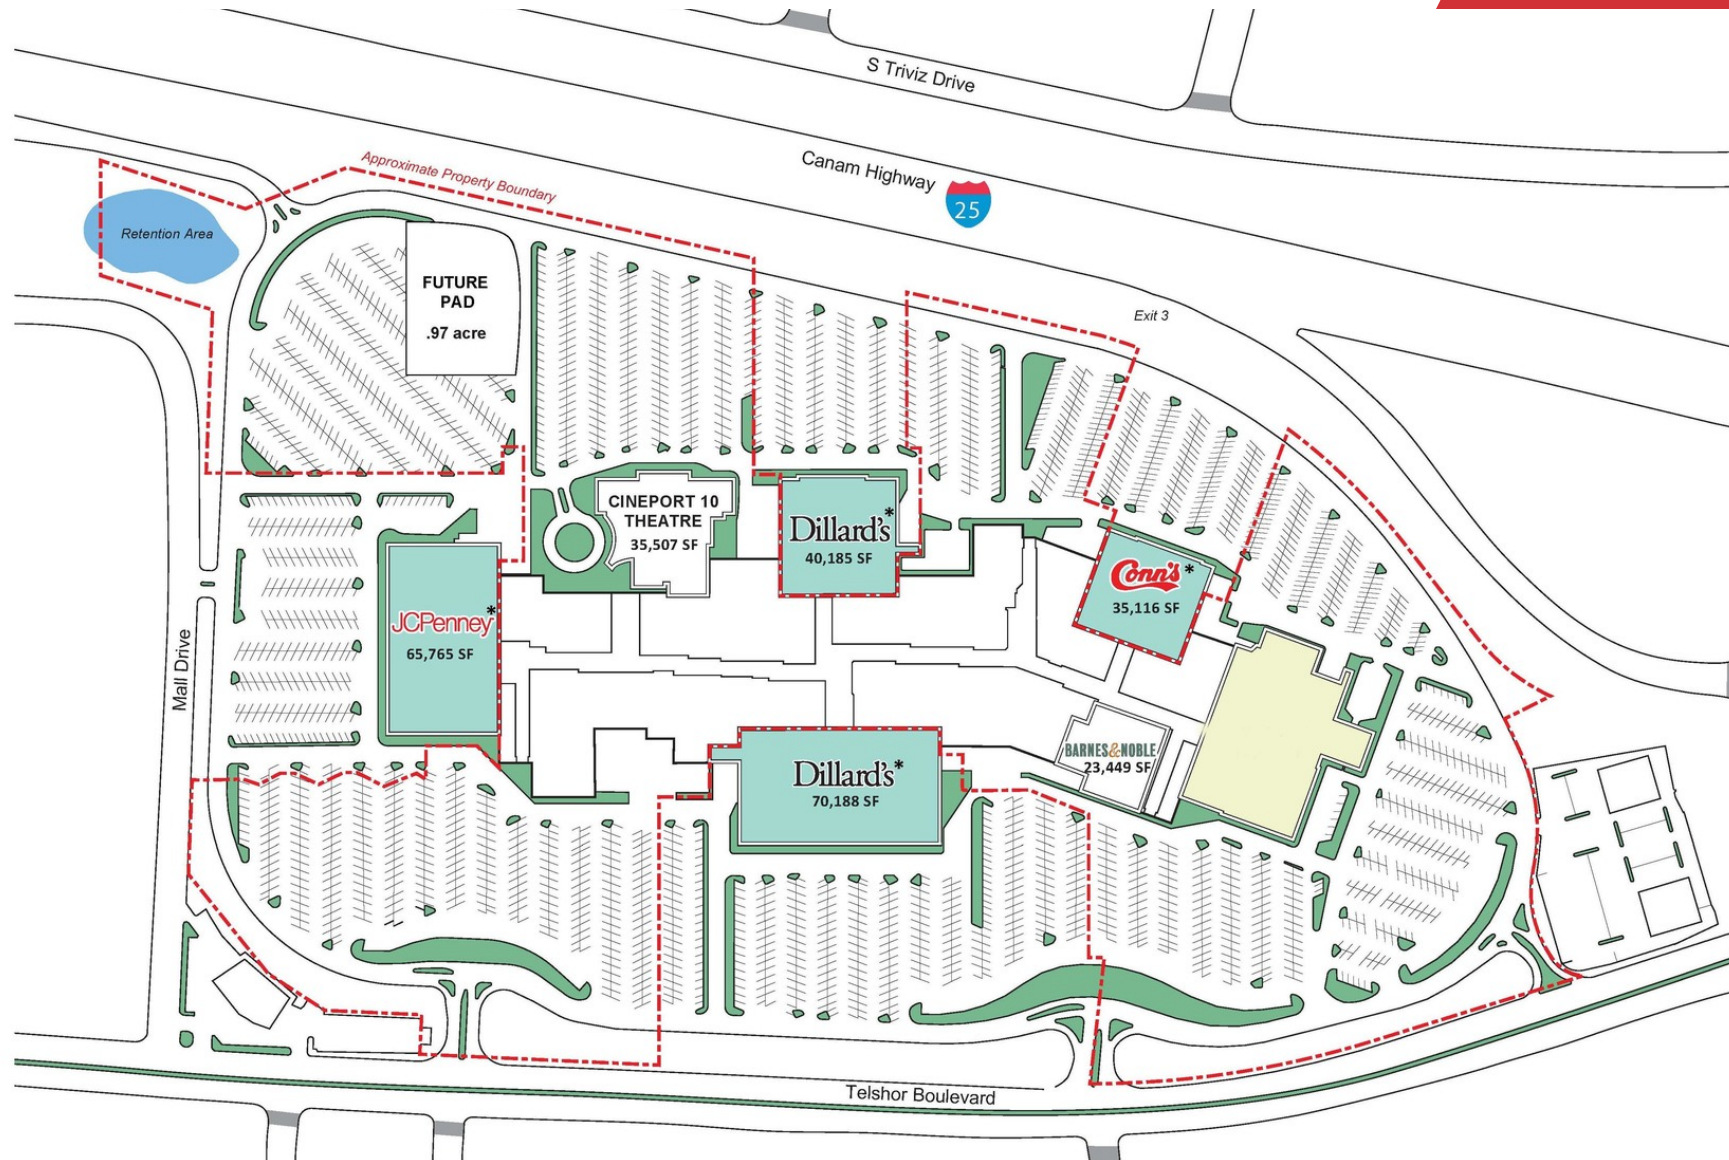 S Triviz Drive
Canam Highway
25
Approximate Property Boundary
Retention Area
FUTURE
PAD
.97 acre
Exit 3
CINEPORT 10
THEATRE
35,507 SF
Dillard's*
40,185 SF
Conn's*
35,116 SF
JCPenney*
65,765 SF
Mall Drive
BARNES&NOBLE
23,449 SF
Dillard's*
70,188 SF
Telshor Boulevard